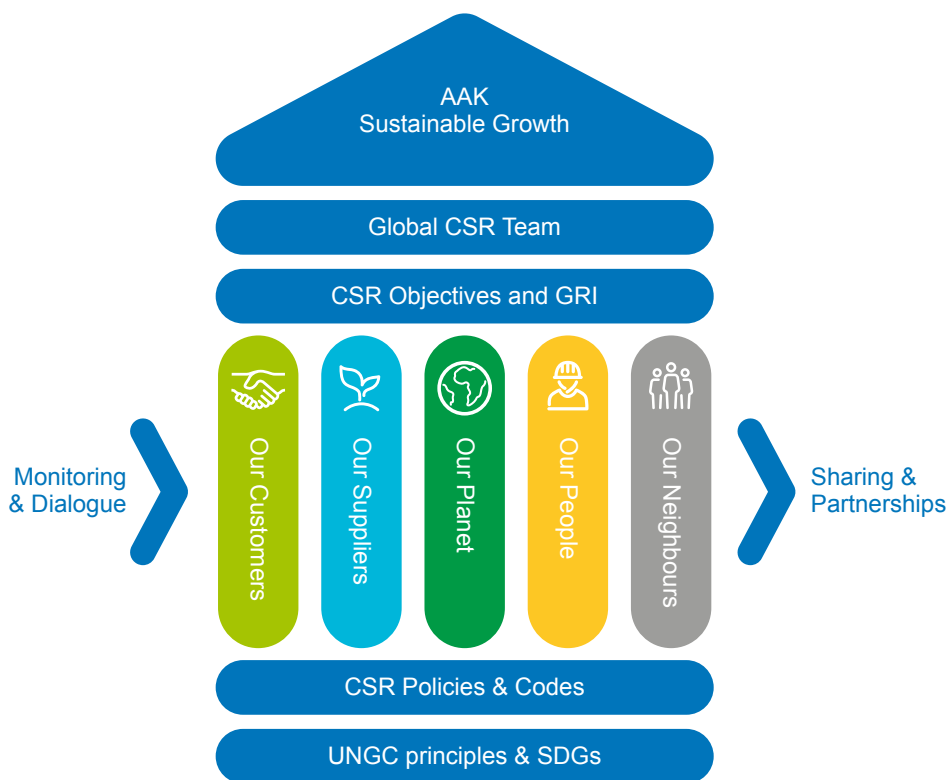 AAK
Sustainable Growth
Global CSR Team
CSR Objectives and GRI
Monitoring
& Dialogue
Our Customers
Our Suppliers
Our Planet
Our People
Our Neighbours
Sharing &
Partnerships
CSR Policies & Codes
UNGC principles & SDGs